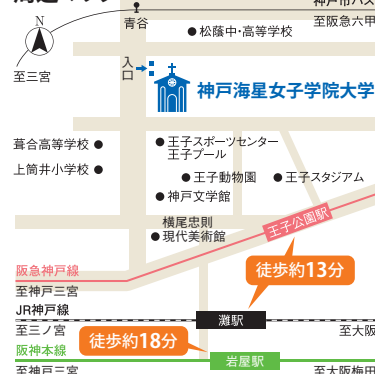 神戸市バス
N
青谷
松蔭中・高等学校
至阪急六甲
入口
至三宮
神戸海星女子学院大学
葺合高等学校
王子スポーツセンター
王子プール
上筒井小学校
王子動物園
王子スタジアム
神戸文学館
横尾忠則
現代美術館
王子公園駅
阪急神戸線
徒歩約13分
至神戸三宮
JR神戸線
灘駅
至三ノ宮
至大阪
徒歩約18分
阪神本線
岩屋駅
至神戸三宮
至大阪梅田